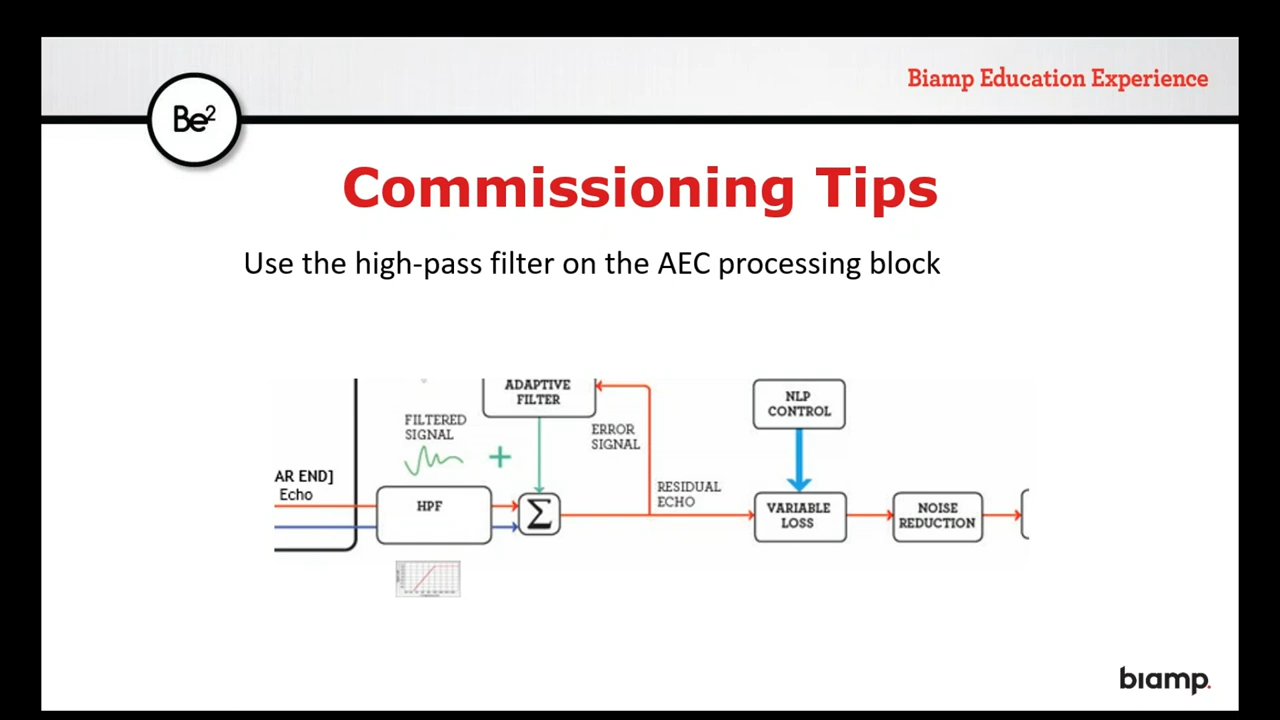 Biamp Education Experience
Be²
Commissioning Tips
Use the high-pass filter on the AEC processing block
ADAPTIVE
FILTER
NLP
CONTROL
FILTERED
SIGNAL
+
ERROR
SIGNAL
AR END]
Echo
HPF
Σ
RESIDUAL
ECHO
VARIABLE
LOSS
NOISE
REDUCTION
biamp.